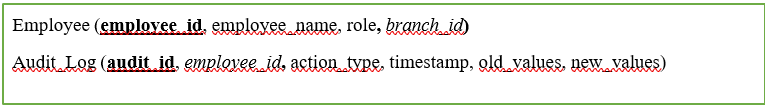 Employee (employee_id, employee_name, role, branch_id)
Audit_Log (audit_id, employee_id, action_type, timestamp, old_values, new_values)